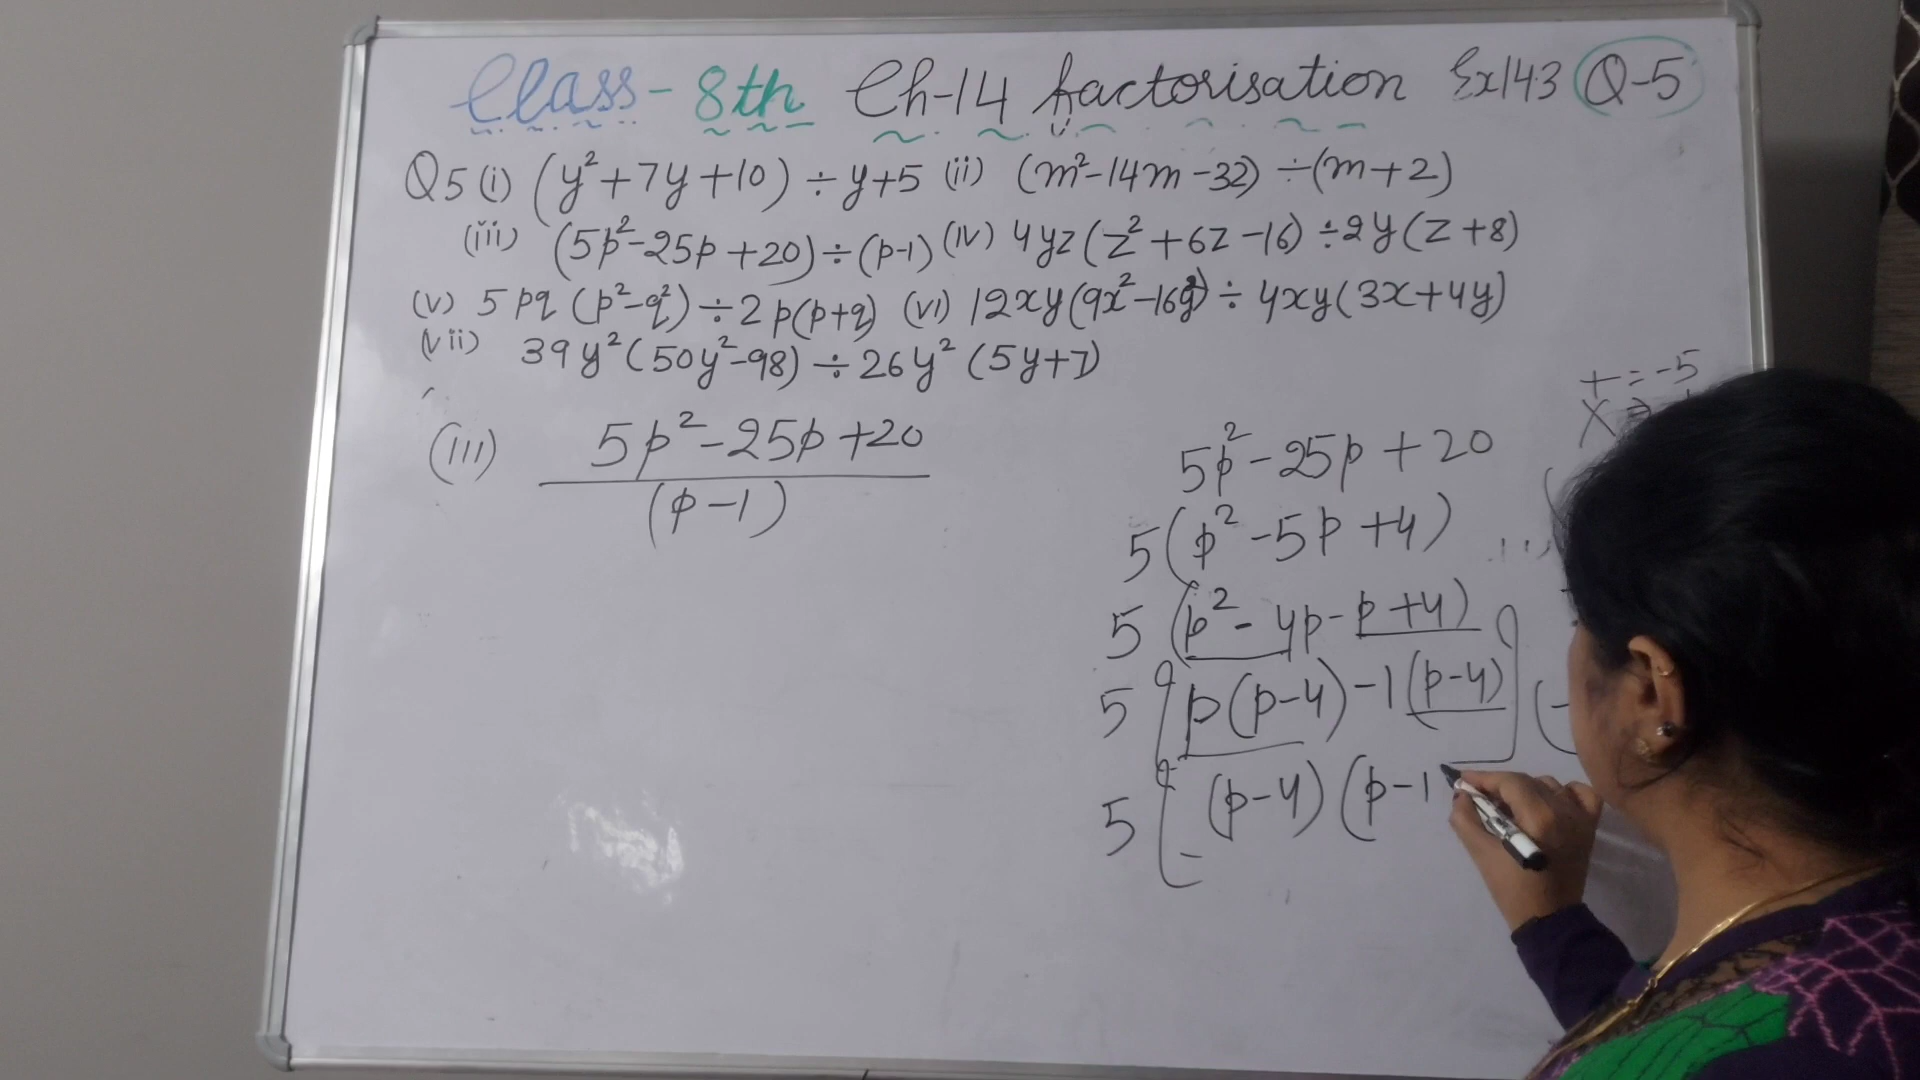 Class - 8th Ch-14 factorisation Ex14.3 Q-5
Q5 (i) (y²+7y+10) ÷ y+5 (ii) (m²-14m-32) ÷ (m+2)
(iii) (5p²-25p+20) ÷ (p-1) (iv) 4yz(z²+6z-16) ÷ 2y(z+8)
(v) 5pq(p²-q²) ÷ 2p(p+q) (vi) 12xy(9x²-16y²) ÷ 4xy(3x+4y)
(vii) 39y²(50y²-98) ÷ 26y²(5y+7)
+ = -5
(iii) 5p²-25p+20
(p-1)
5p²-25p+20
5(p²-5p+4)
5(p²-4p-p+4)
5[p(p-4)-1(p-4)]
5[(p-4)(p-1